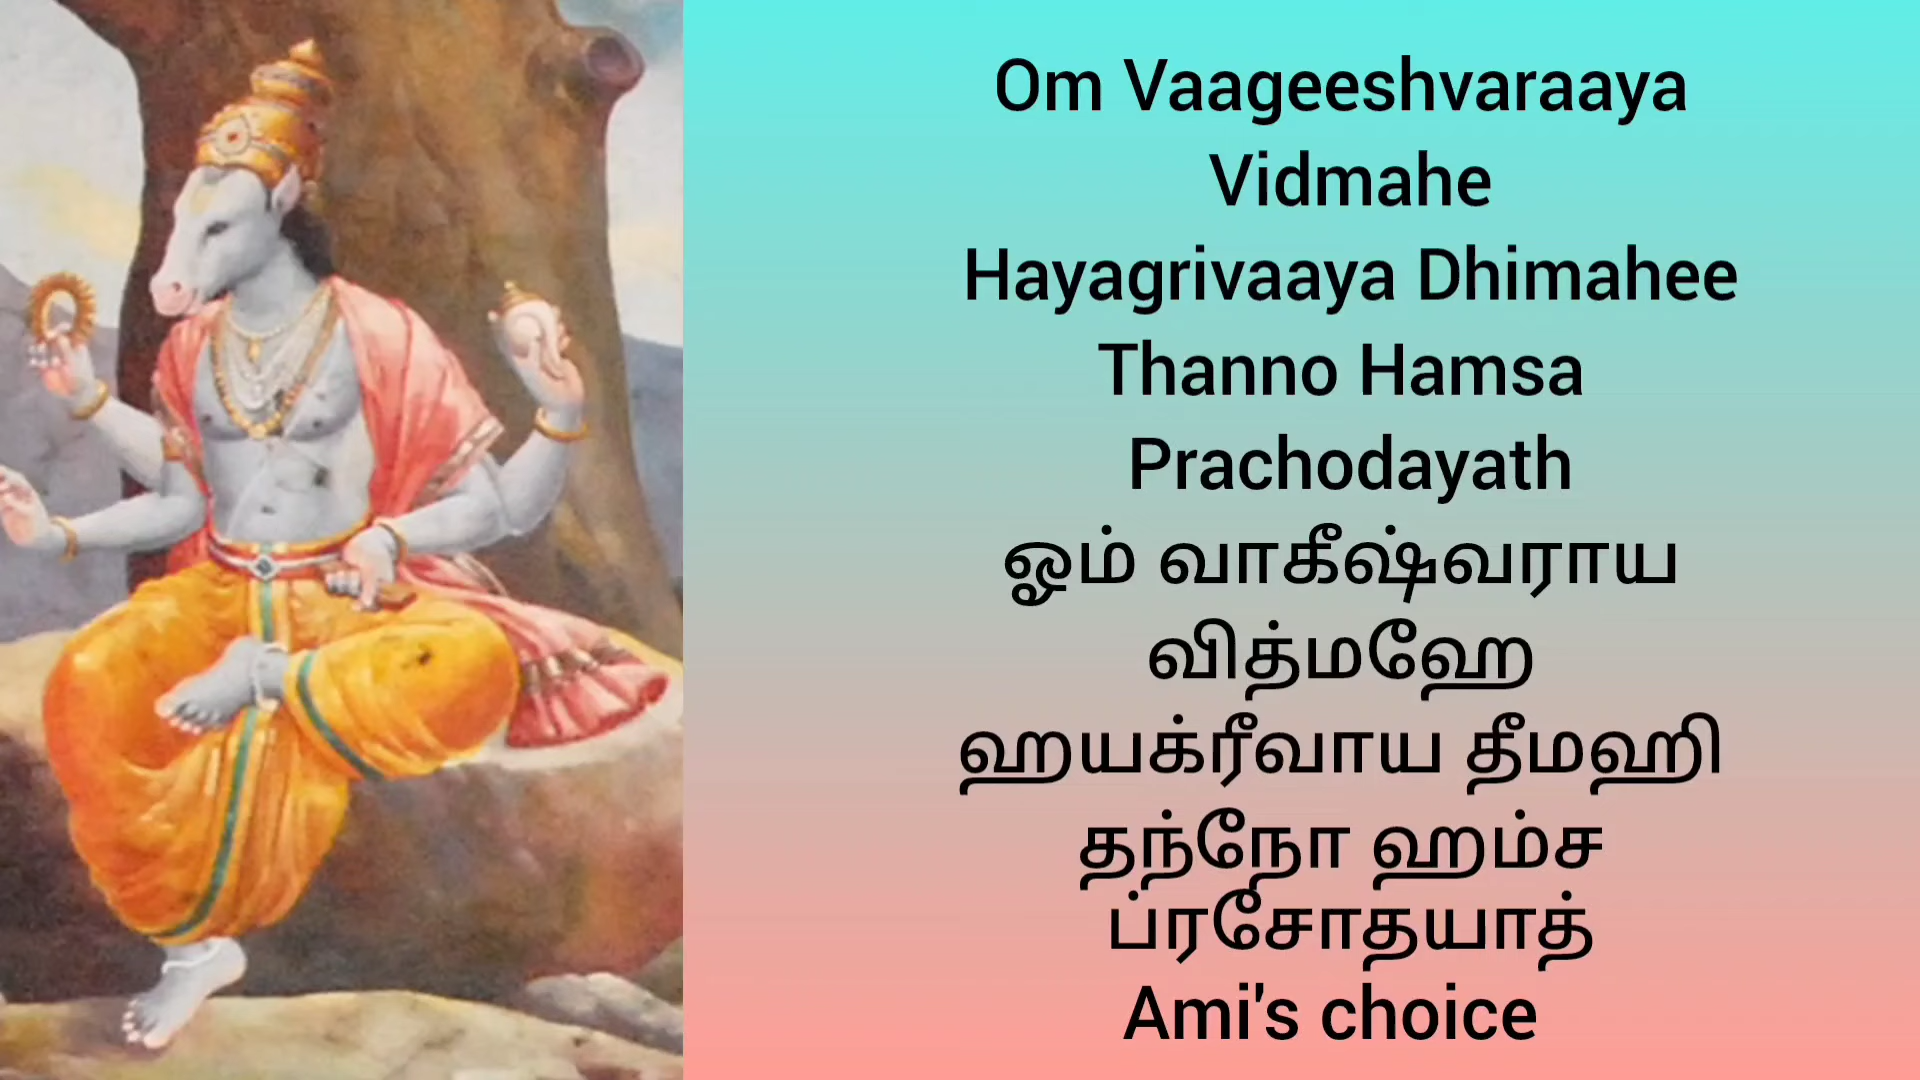 Om Vaageeshvaraaya
Vidmahe
Hayagrivaaya Dhimahee
Thanno Hamsa
Prachodayath
ஓம் வாகீஷ்வராய
வித்மஹே
ஹயக்ரீவாய தீமஹி
தந்நோ ஹம்ச
ப்ரசோதயாத்
Ami's choice